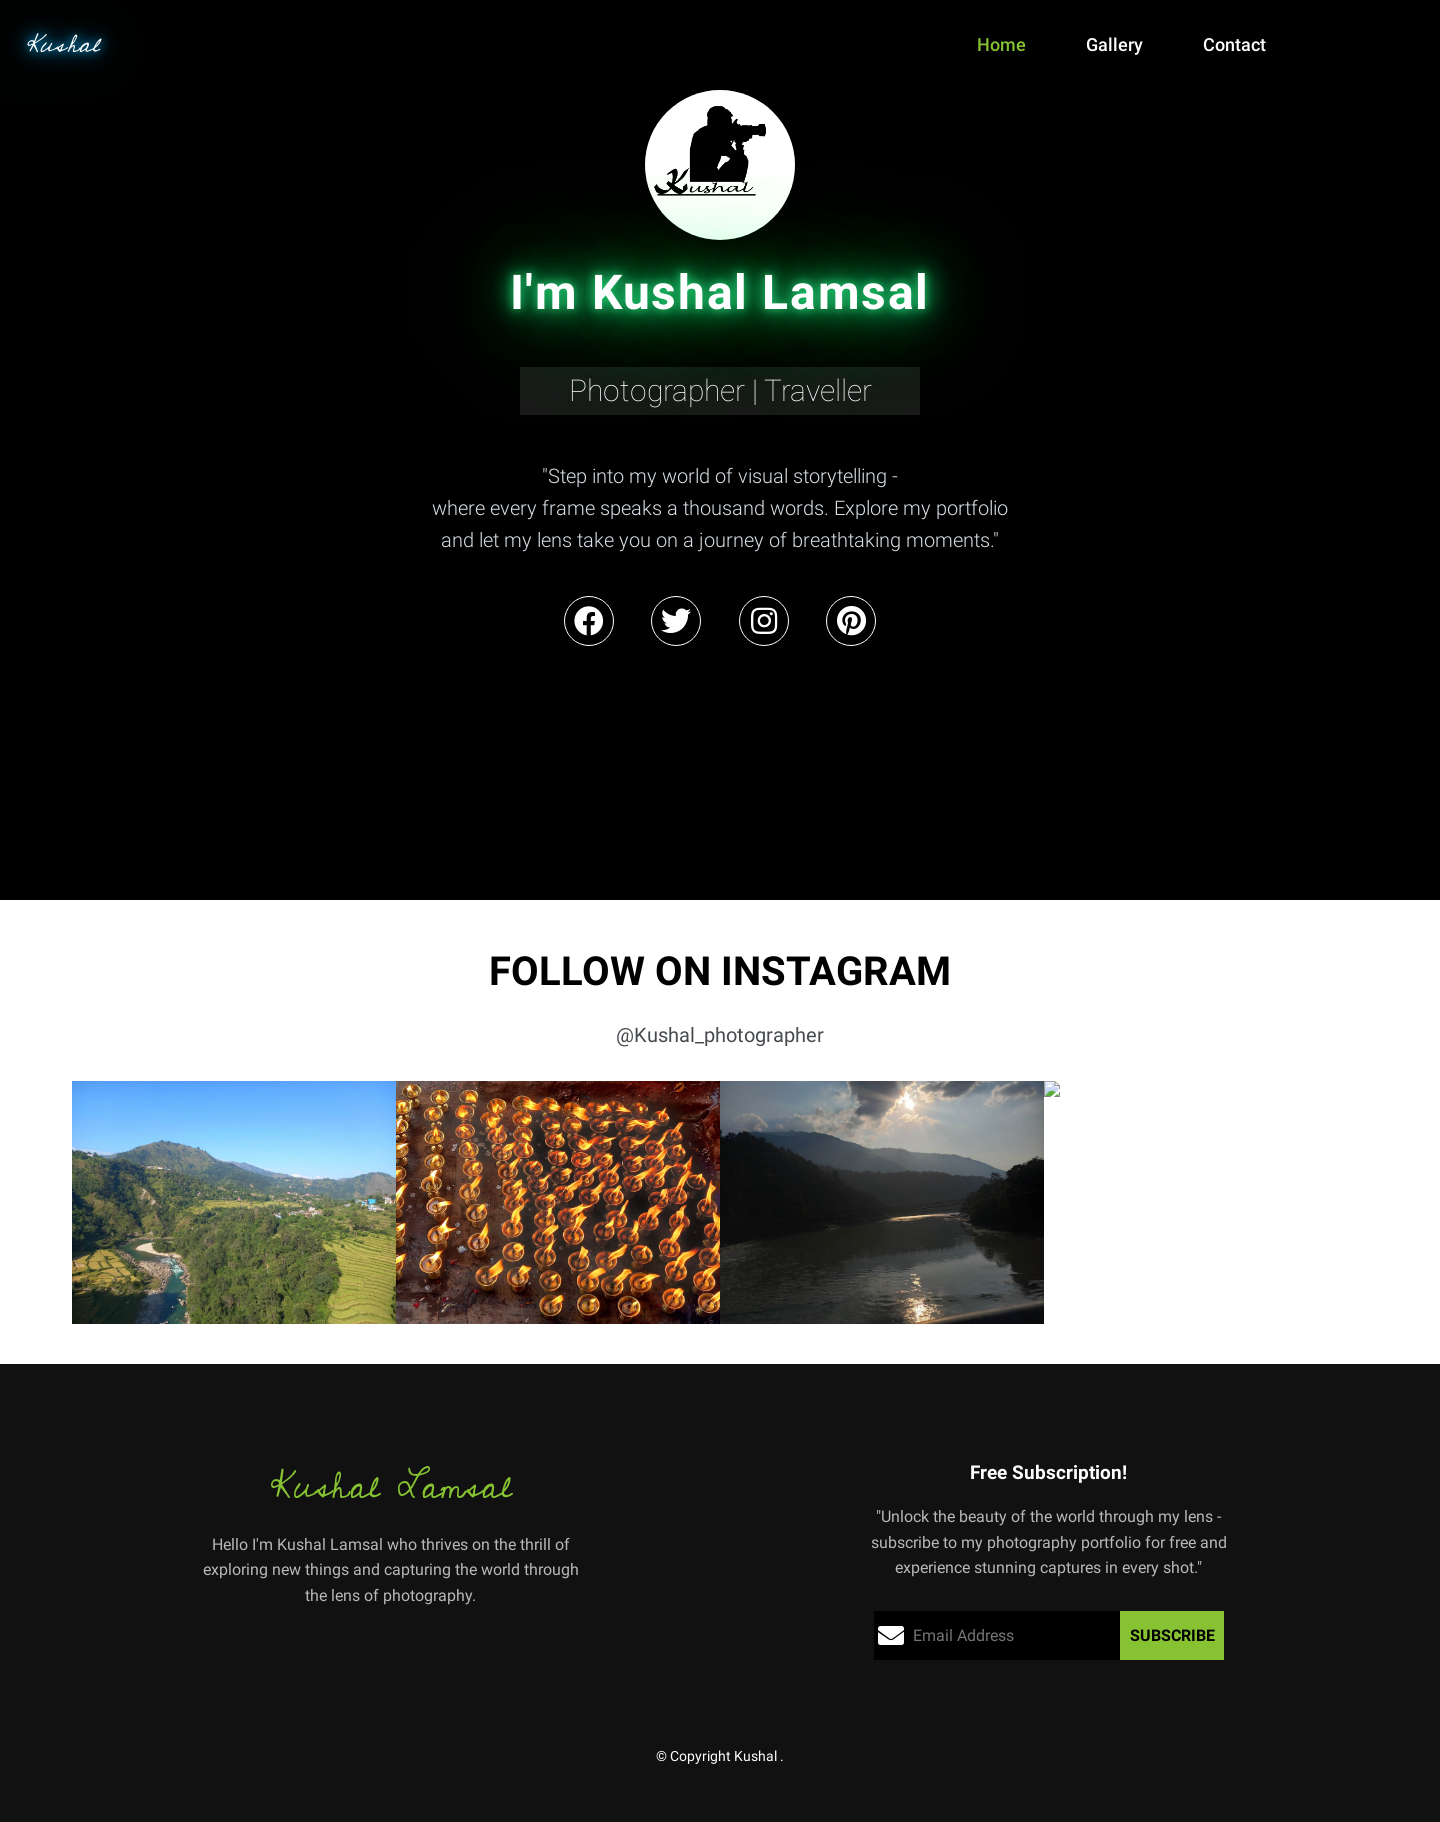 Kushal
Home Gallery Contact
Kushal
I'm Kushal Lamsal
Photographer | Traveller
"Step into my world of visual storytelling -
where every frame speaks a thousand words. Explore my portfolio
and let my lens take you on a journey of breathtaking moments."
FOLLOW ON INSTAGRAM
@Kushal_photographer
Kushal Lamsal
Hello I'm Kushal Lamsal who thrives on the thrill of
exploring new things and capturing the world through
the lens of photography.
Free Subscription!
"Unlock the beauty of the world through my lens -
subscribe to my photography portfolio for free and
experience stunning captures in every shot."
Email Address
SUBSCRIBE
© Copyright Kushal .